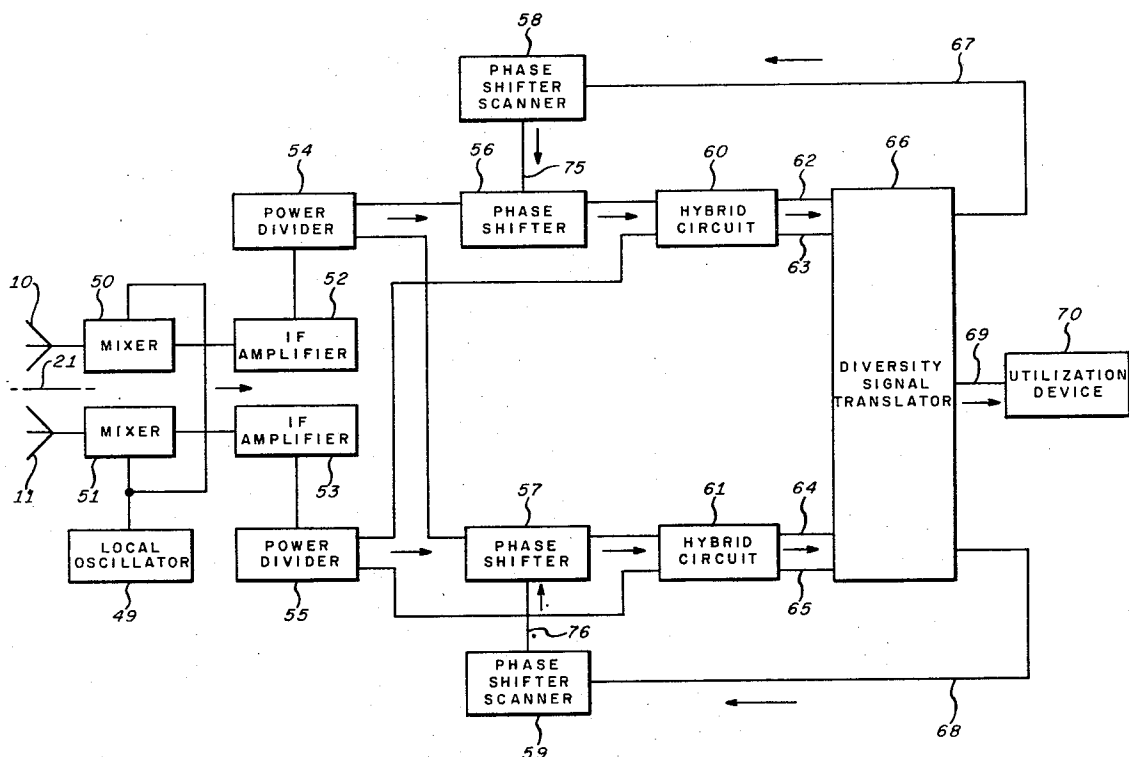 58
PHASE
SHIFTER
SCANNER
67
54
56
75
60
62
66
POWER
DIVIDER
PHASE
SHIFTER
HYBRID
CIRCUIT
63
10
50
52
MIXER
IF
AMPLIFIER
21
70
69
DIVERSITY
SIGNAL
TRANSLATOR
UTILIZATION
DEVICE
MIXER
IF
AMPLIFIER
11
51
53
57
61
64
LOCAL
OSCILLATOR
POWER
DIVIDER
PHASE
SHIFTER
HYBRID
CIRCUIT
49
55
65
76
PHASE
SHIFTER
SCANNER
68
59